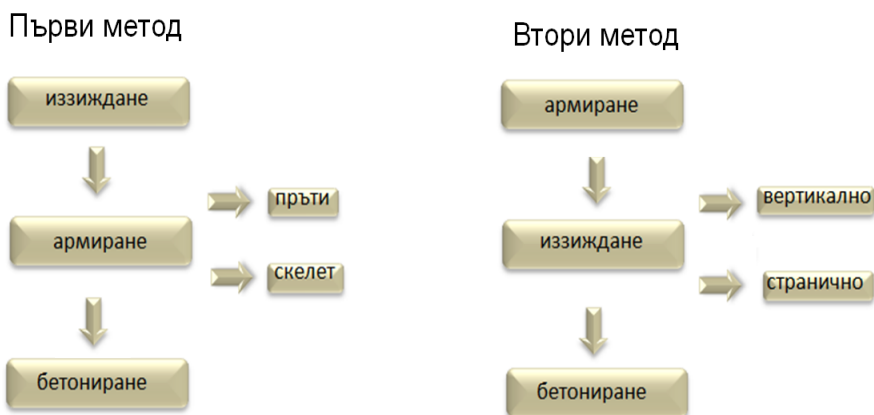 Първи метод
иззиждане
армиране
пръти
скелет
бетониране
Втори метод
армиране
иззиждане
вертикално
странично
бетониране